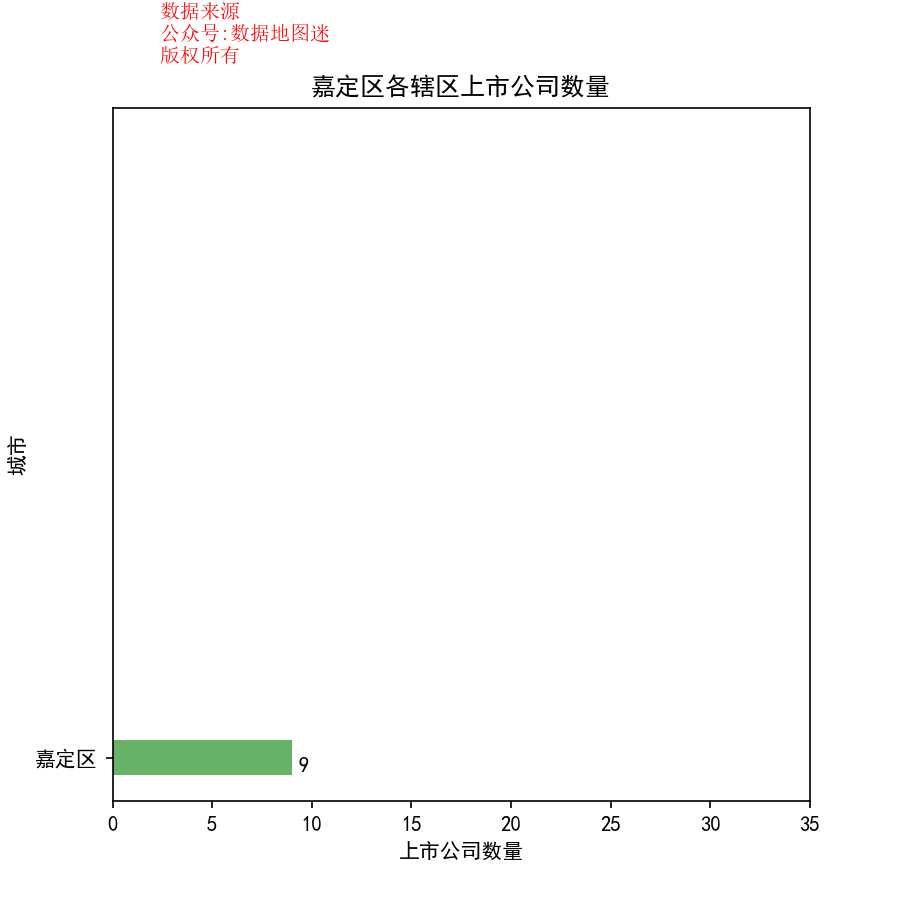 数据来源
公众号:数据地图迷
版权所有
嘉定区各辖区上市公司数量
城市
嘉定区
9
0 5 10 15 20 25 30 35
上市公司数量